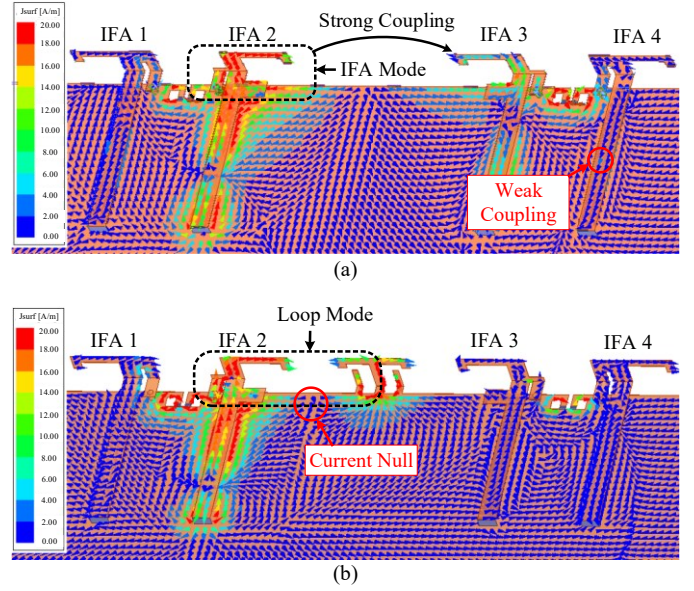 Jsurf [A/m]
20.00
18.00
16.00
14.00
12.00
10.00
8.00
6.00
4.00
2.00
0.00
IFA 1
IFA 2
Strong Coupling
IFA 3
IFA 4
IFA Mode
Weak
Coupling
(a)
Jsurf [A/m]
20.00
18.00
16.00
14.00
12.00
10.00
8.00
6.00
4.00
2.00
0.00
Loop Mode
IFA 1
IFA 2
IFA 3
IFA 4
Current Null
(b)